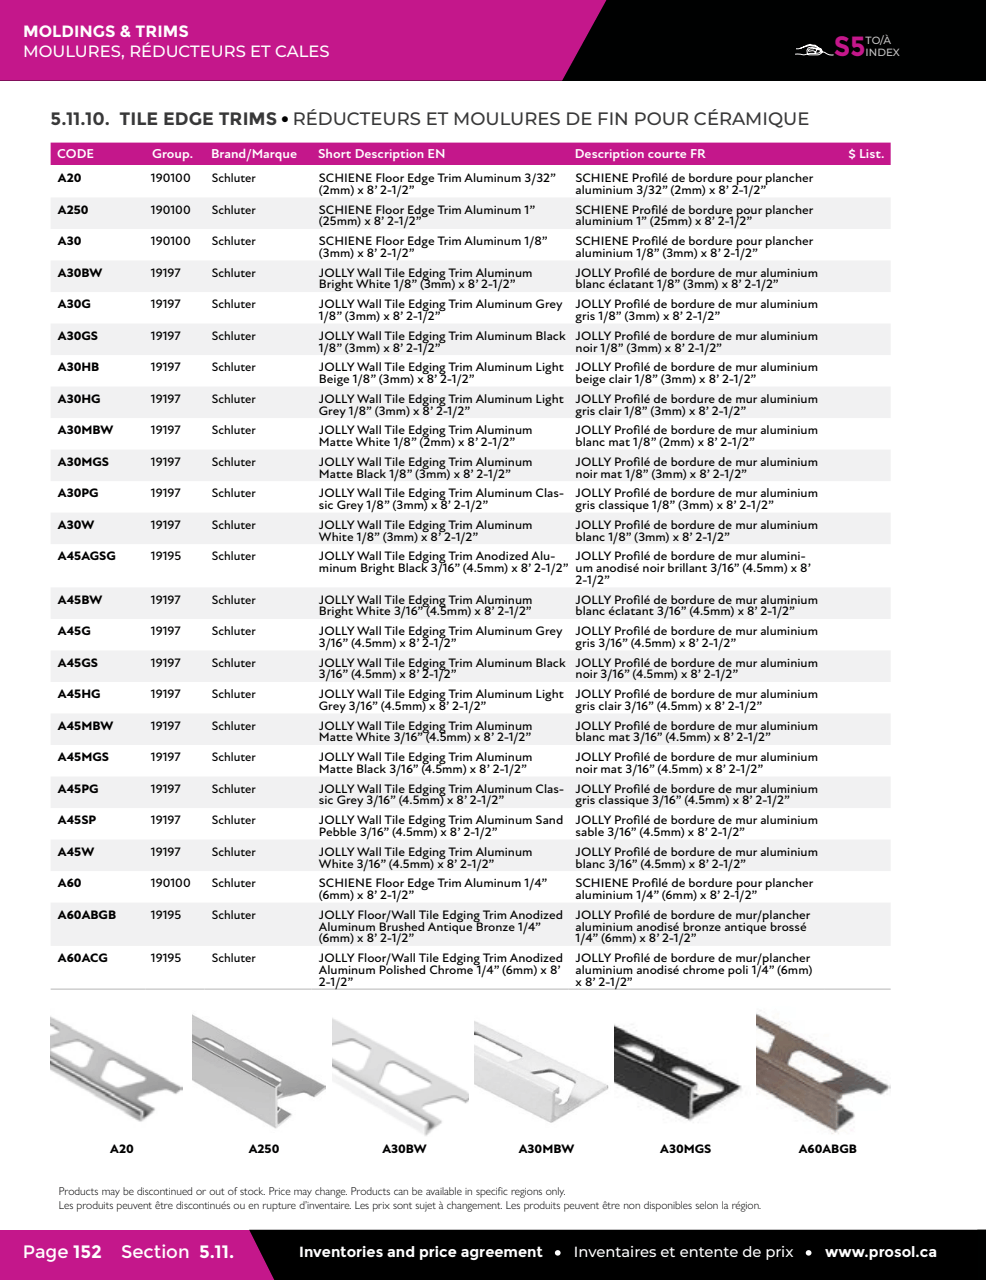 MOLDINGS & TRIMS
MOULURES, RÉDUCTEURS ET CALES
S5 TO/À
INDEX
5.11.10. TILE EDGE TRIMS • RÉDUCTEURS ET MOULURES DE FIN POUR CÉRAMIQUE
CODE Group. Brand/Marque Short Description EN Description courte FR $ List.
A20 190100 Schluter SCHIENE Floor Edge Trim Aluminum 3/32” SCHIENE Profilé de bordure pour plancher
(2mm) x 8’ 2-1/2” aluminium 3/32” (2mm) x 8’ 2-1/2”
A250 190100 Schluter SCHIENE Floor Edge Trim Aluminum 1” SCHIENE Profilé de bordure pour plancher
(25mm) x 8’ 2-1/2” aluminium 1” (25mm) x 8’ 2-1/2”
A30 190100 Schluter SCHIENE Floor Edge Trim Aluminum 1/8” SCHIENE Profilé de bordure pour plancher
(3mm) x 8’ 2-1/2” aluminium 1/8” (3mm) x 8’ 2-1/2”
A30BW 19197 Schluter JOLLY Wall Tile Edging Trim Aluminum JOLLY Profilé de bordure de mur aluminium
Bright White 1/8” (3mm) x 8’ 2-1/2” blanc éclatant 1/8” (3mm) x 8’ 2-1/2”
A30G 19197 Schluter JOLLY Wall Tile Edging Trim Aluminum Grey JOLLY Profilé de bordure de mur aluminium
1/8” (3mm) x 8’ 2-1/2” gris 1/8” (3mm) x 8’ 2-1/2”
A30GS 19197 Schluter JOLLY Wall Tile Edging Trim Aluminum Black JOLLY Profilé de bordure de mur aluminium
1/8” (3mm) x 8’ 2-1/2” noir 1/8” (3mm) x 8’ 2-1/2”
A30HB 19197 Schluter JOLLY Wall Tile Edging Trim Aluminum Light JOLLY Profilé de bordure de mur aluminium
Beige 1/8” (3mm) x 8’ 2-1/2” beige clair 1/8” (3mm) x 8’ 2-1/2”
A30HG 19197 Schluter JOLLY Wall Tile Edging Trim Aluminum Light JOLLY Profilé de bordure de mur aluminium
Grey 1/8” (3mm) x 8’ 2-1/2” gris clair 1/8” (3mm) x 8’ 2-1/2”
A30MBW 19197 Schluter JOLLY Wall Tile Edging Trim Aluminum JOLLY Profilé de bordure de mur aluminium
Matte White 1/8” (2mm) x 8’ 2-1/2” blanc mat 1/8” (2mm) x 8’ 2-1/2”
A30MGS 19197 Schluter JOLLY Wall Tile Edging Trim Aluminum JOLLY Profilé de bordure de mur aluminium
Matte Black 1/8” (3mm) x 8’ 2-1/2” noir mat 1/8” (3mm) x 8’ 2-1/2”
A30PG 19197 Schluter JOLLY Wall Tile Edging Trim Aluminum Clas- JOLLY Profilé de bordure de mur aluminium
sic Grey 1/8” (3mm) x 8’ 2-1/2” gris classique 1/8” (3mm) x 8’ 2-1/2”
A30W 19197 Schluter JOLLY Wall Tile Edging Trim Aluminum JOLLY Profilé de bordure de mur aluminium
White 1/8” (3mm) x 8’ 2-1/2” blanc 1/8” (3mm) x 8’ 2-1/2”
A45AGSG 19195 Schluter JOLLY Wall Tile Edging Trim Anodized Alu- JOLLY Profilé de bordure de mur alumini-
minum Bright Black 3/16” (4.5mm) x 8’ 2-1/2” um anodisé noir brillant 3/16” (4.5mm) x 8’
2-1/2”
A45BW 19197 Schluter JOLLY Wall Tile Edging Trim Aluminum JOLLY Profilé de bordure de mur aluminium
Bright White 3/16” (4.5mm) x 8’ 2-1/2” blanc éclatant 3/16” (4.5mm) x 8’ 2-1/2”
A45G 19197 Schluter JOLLY Wall Tile Edging Trim Aluminum Grey JOLLY Profilé de bordure de mur aluminium
3/16” (4.5mm) x 8’ 2-1/2” gris 3/16” (4.5mm) x 8’ 2-1/2”
A45GS 19197 Schluter JOLLY Wall Tile Edging Trim Aluminum Black JOLLY Profilé de bordure de mur aluminium
3/16” (4.5mm) x 8’ 2-1/2” noir 3/16” (4.5mm) x 8’ 2-1/2”
A45HG 19197 Schluter JOLLY Wall Tile Edging Trim Aluminum Light JOLLY Profilé de bordure de mur aluminium
Grey 3/16” (4.5mm) x 8’ 2-1/2” gris clair 3/16” (4.5mm) x 8’ 2-1/2”
A45MBW 19197 Schluter JOLLY Wall Tile Edging Trim Aluminum JOLLY Profilé de bordure de mur aluminium
Matte White 3/16” (4.5mm) x 8’ 2-1/2” blanc mat 3/16” (4.5mm) x 8’ 2-1/2”
A45MGS 19197 Schluter JOLLY Wall Tile Edging Trim Aluminum JOLLY Profilé de bordure de mur aluminium
Matte Black 3/16” (4.5mm) x 8’ 2-1/2” noir mat 3/16” (4.5mm) x 8’ 2-1/2”
A45PG 19197 Schluter JOLLY Wall Tile Edging Trim Aluminum Clas- JOLLY Profilé de bordure de mur aluminium
sic Grey 3/16” (4.5mm) x 8’ 2-1/2” gris classique 3/16” (4.5mm) x 8’ 2-1/2”
A45SP 19197 Schluter JOLLY Wall Tile Edging Trim Aluminum Sand JOLLY Profilé de bordure de mur aluminium
Pebble 3/16” (4.5mm) x 8’ 2-1/2” sable 3/16” (4.5mm) x 8’ 2-1/2”
A45W 19197 Schluter JOLLY Wall Tile Edging Trim Aluminum JOLLY Profilé de bordure de mur aluminium
White 3/16” (4.5mm) x 8’ 2-1/2” blanc 3/16” (4.5mm) x 8’ 2-1/2”
A60 190100 Schluter SCHIENE Floor Edge Trim Aluminum 1/4” SCHIENE Profilé de bordure pour plancher
(6mm) x 8’ 2-1/2” aluminium 1/4” (6mm) x 8’ 2-1/2”
A60ABGB 19195 Schluter JOLLY Floor/Wall Tile Edging Trim Anodized JOLLY Profilé de bordure de mur/plancher
Aluminum Brushed Antique Bronze 1/4” aluminium anodisé bronze antique brossé
(6mm) x 8’ 2-1/2” 1/4” (6mm) x 8’ 2-1/2”
A60ACG 19195 Schluter JOLLY Floor/Wall Tile Edging Trim Anodized JOLLY Profilé de bordure de mur/plancher
Aluminum Polished Chrome 1/4” (6mm) x 8’ aluminium anodisé chrome poli 1/4” (6mm)
2-1/2” x 8’ 2-1/2”
A20 A250 A30BW A30MBW A30MGS A60ABGB
Products may be discontinued or out of stock. Price may change. Products can be available in specific regions only.
Les produits peuvent être discontinués ou en rupture d’inventaire. Les prix sont sujet à changement. Les produits peuvent être non disponibles selon la région.
Page 152 Section 5.11. Inventories and price agreement • Inventaires et entente de prix • www.prosol.ca